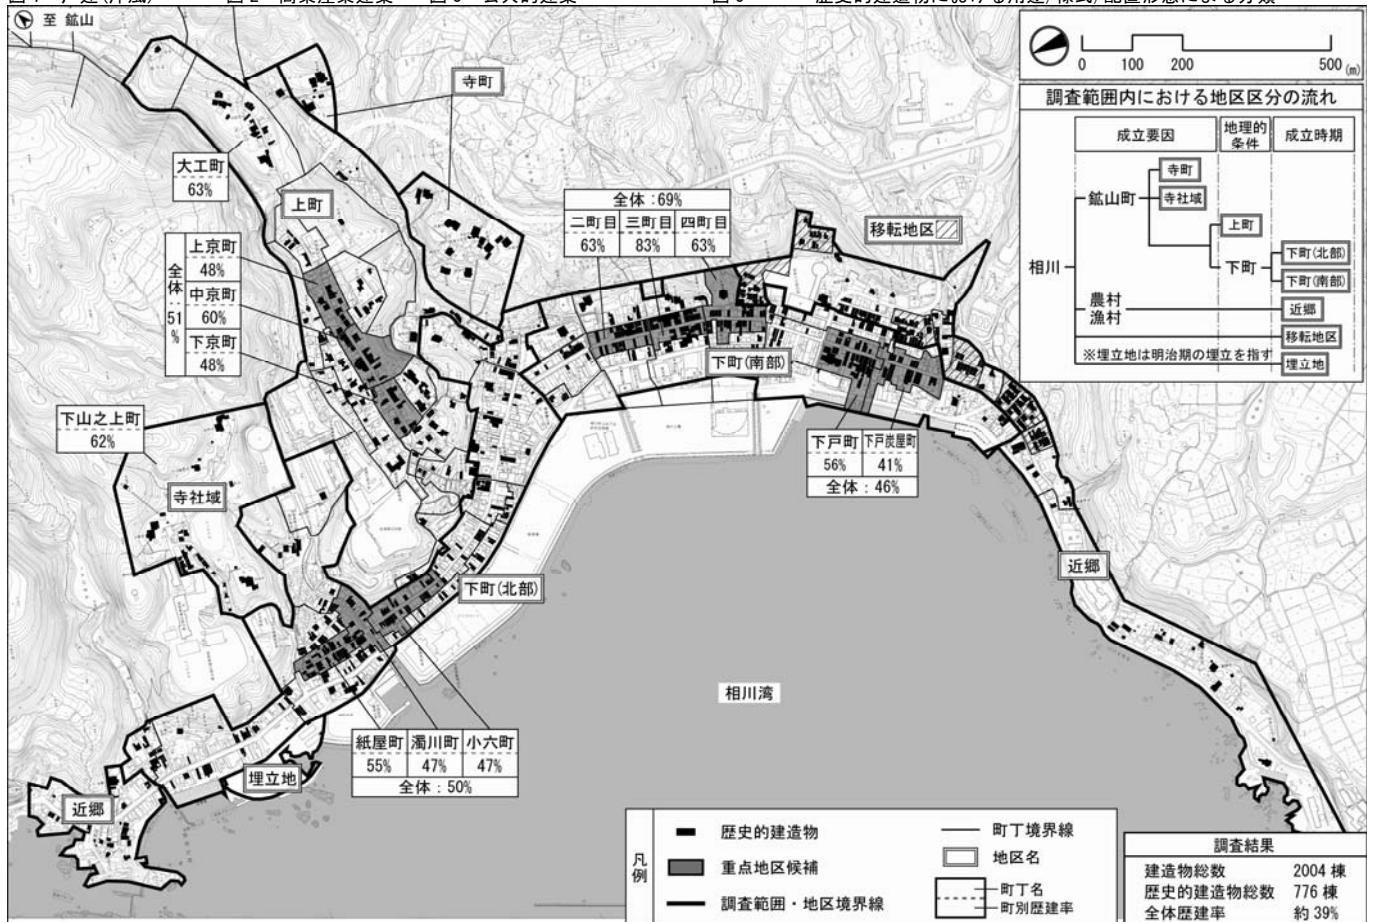 至 鉱山
寺町
大工町
63%
上町
全体:51%
上京町
48%
中京町
60%
下京町
48%
下山之上町
62%
寺社域
全体:69%
二町目 三町目 四町目
63% 83% 63%
移転地区
下町(南部)
下戸町 下戸炭屋町
56% 41%
全体:46%
近郷
下町(北部)
相川湾
紙屋町 濁川町 小六町
55% 47% 47%
全体:50%
埋立地
近郷
0 100 200 500 (m)
調査範囲内における地区区分の流れ
成立要因 地理的条件 成立時期
相川
鉱山町
寺町
寺社域
上町
下町
下町(北部)
下町(南部)
農村
漁村
近郷
移転地区
※埋立地は明治期の埋立を指す
埋立地
凡例
歴史的建造物
重点地区候補
調査範囲・地区境界線
町丁境界線
地区名
町丁名
町別歴建率
調査結果
建造物総数 2004 棟
歴史的建造物総数 776 棟
全体歴建率 約 39%